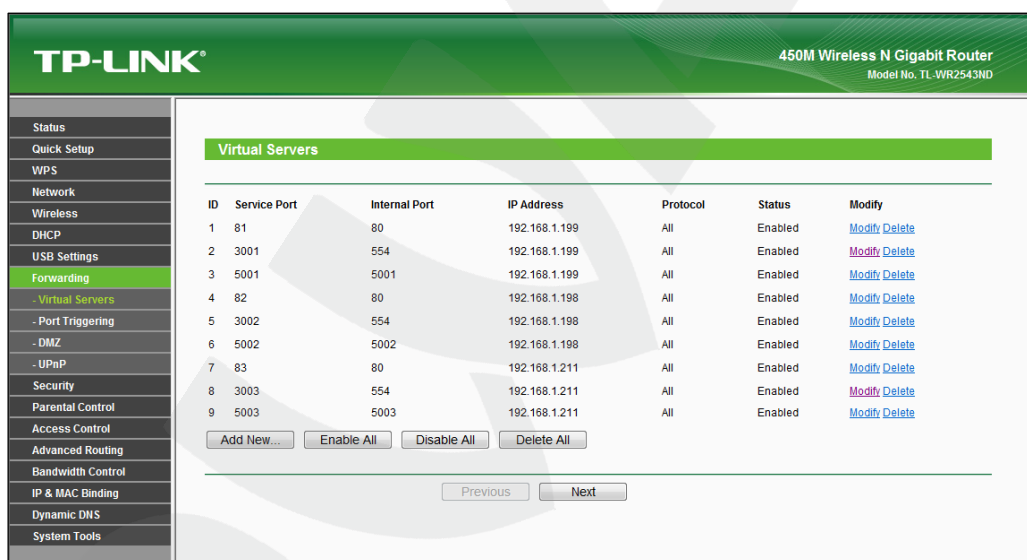 TP-LINK®
450M Wireless N Gigabit Router
Model No. TL-WR2543ND
Status
Quick Setup
WPS
Network
Wireless
DHCP
USB Settings
Forwarding
- Virtual Servers
- Port Triggering
- DMZ
- UPnP
Security
Parental Control
Access Control
Advanced Routing
Bandwidth Control
IP & MAC Binding
Dynamic DNS
System Tools
Virtual Servers
ID Service Port Internal Port IP Address Protocol Status Modify
1 81 80 192.168.1.199 All Enabled Modify Delete
2 3001 554 192.168.1.199 All Enabled Modify Delete
3 5001 5001 192.168.1.199 All Enabled Modify Delete
4 82 80 192.168.1.198 All Enabled Modify Delete
5 3002 554 192.168.1.198 All Enabled Modify Delete
6 5002 5002 192.168.1.198 All Enabled Modify Delete
7 83 80 192.168.1.211 All Enabled Modify Delete
8 3003 554 192.168.1.211 All Enabled Modify Delete
9 5003 5003 192.168.1.211 All Enabled Modify Delete
Add New... Enable All Disable All Delete All
Previous Next